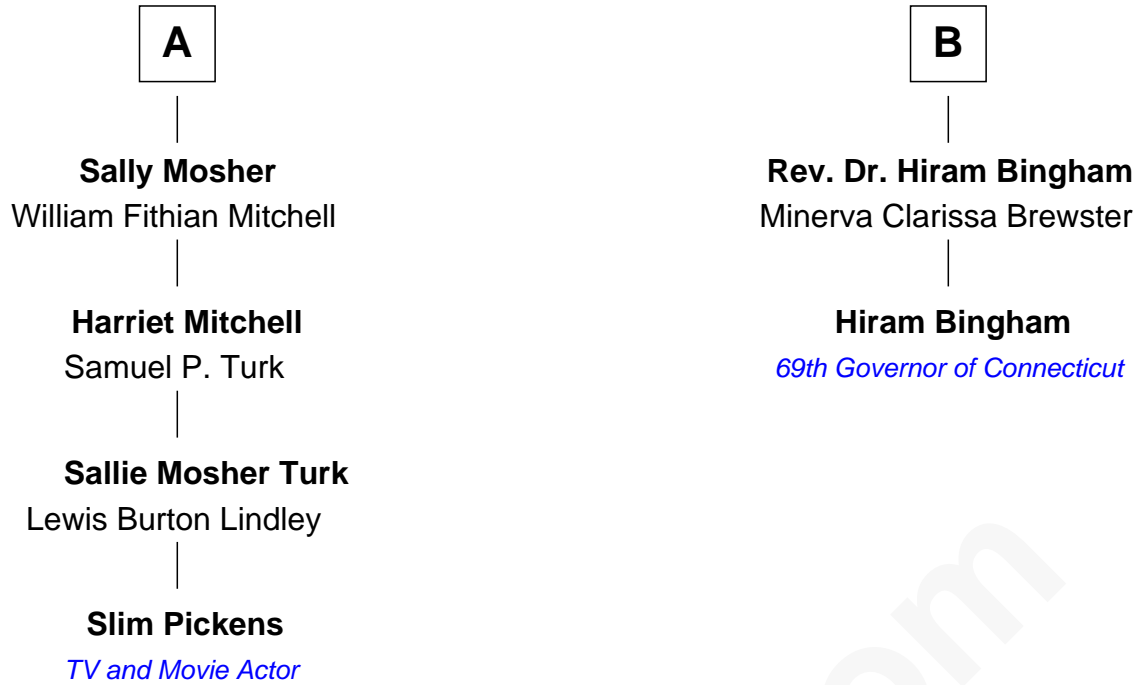 A
Sally Mosher
William Fithian Mitchell
Harriet Mitchell
Samuel P. Turk
Sallie Mosher Turk
Lewis Burton Lindley
Slim Pickens
TV and Movie Actor
B
Rev. Dr. Hiram Bingham
Minerva Clarissa Brewster
Hiram Bingham
69th Governor of Connecticut
om